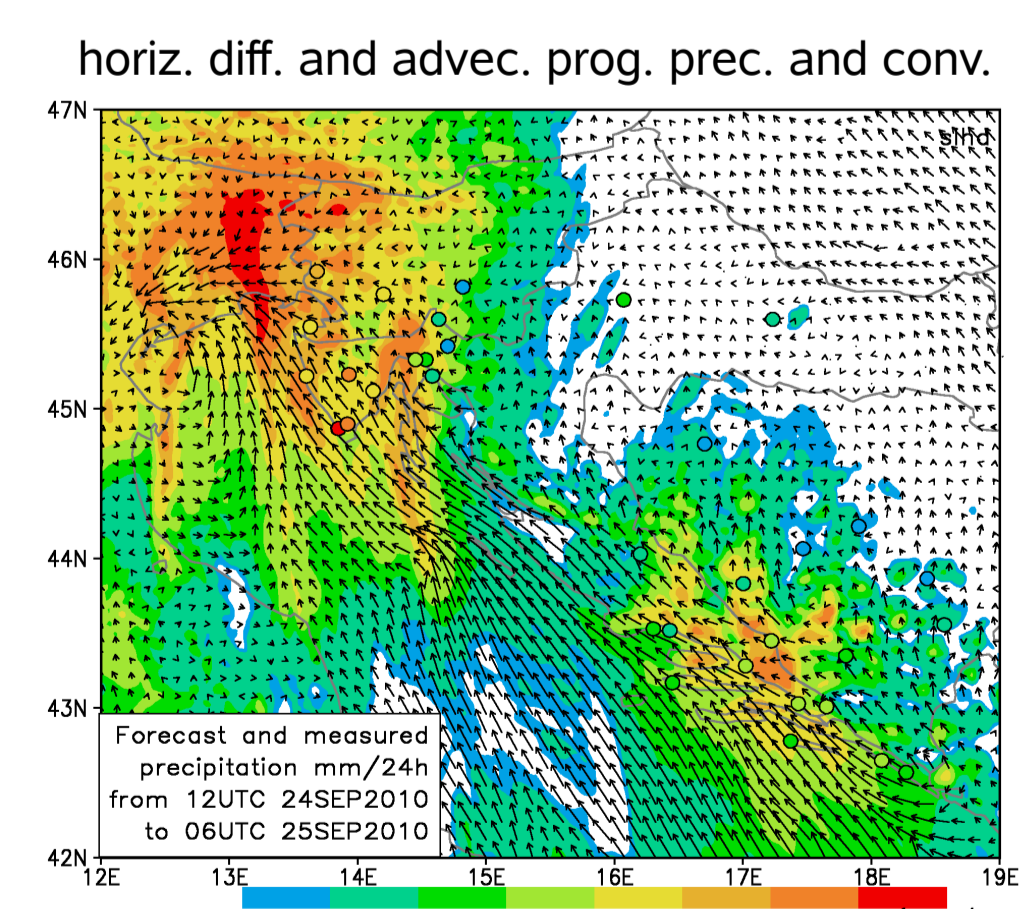 horiz. diff. and advec. prog. prec. and conv.
47N
slhd
46N
45N
44N
43N
Forecast and measured
precipitation mm/24h
from 12UTC 24SEP2010
to 06UTC 25SEP2010
42N
12E 13E 14E 15E 16E 17E 18E 19E